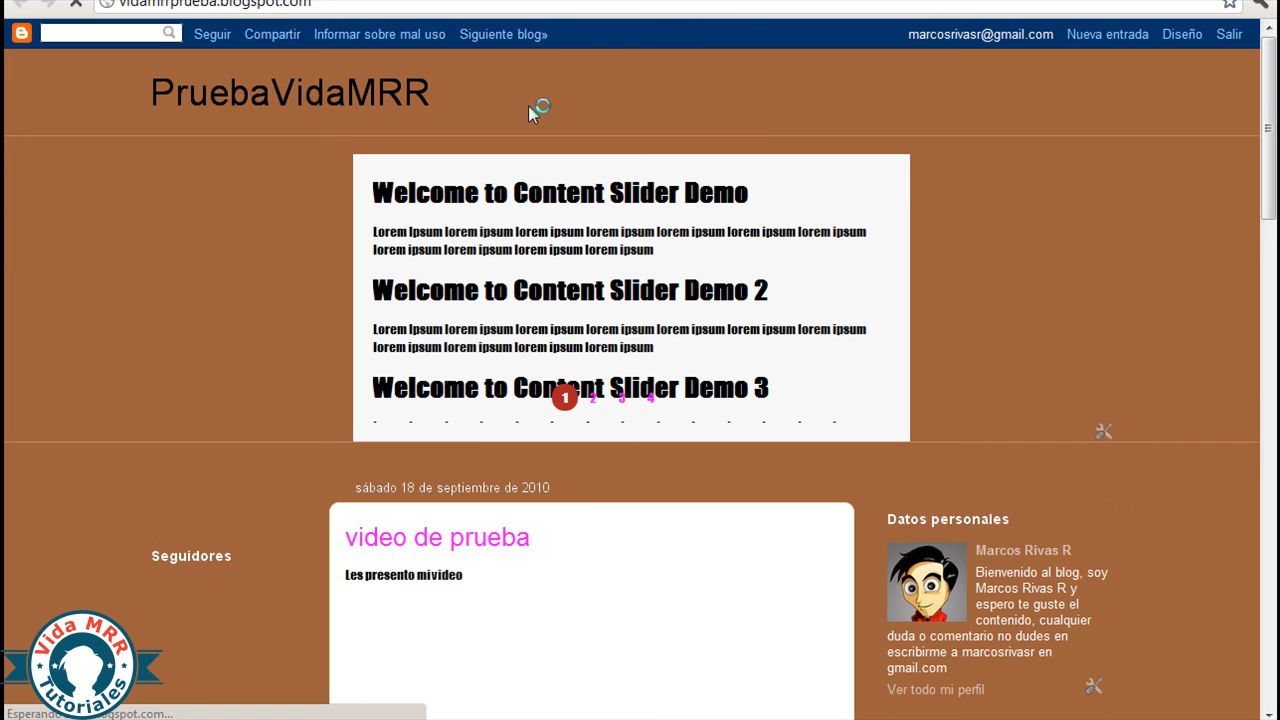 vidamrrprueba.blogspot.com
Seguir Compartir Informar sobre mal uso Siguiente blog» marcosrivasr@gmail.com Nueva entrada Diseño Salir
PruebaVidaMRR
Welcome to Content Slider Demo
Lorem Ipsum lorem ipsum lorem ipsum lorem ipsum lorem ipsum lorem ipsum lorem ipsum
lorem ipsum lorem ipsum lorem ipsum lorem ipsum
Welcome to Content Slider Demo 2
Lorem Ipsum lorem ipsum lorem ipsum lorem ipsum lorem ipsum lorem ipsum lorem ipsum
lorem ipsum lorem ipsum lorem ipsum lorem ipsum
Welcome to Content Slider Demo 3
1 2 3 4
sábado 18 de septiembre de 2010
video de prueba
Les presento mi video
Seguidores
Datos personales
Marcos Rivas R
Bienvenido al blog, soy
Marcos Rivas R y
espero te guste el
contenido, cualquier
duda o comentario no dudes en
escribirme a marcosrivasr en
gmail.com
Ver todo mi perfil
Vida MRR
Tutoriales